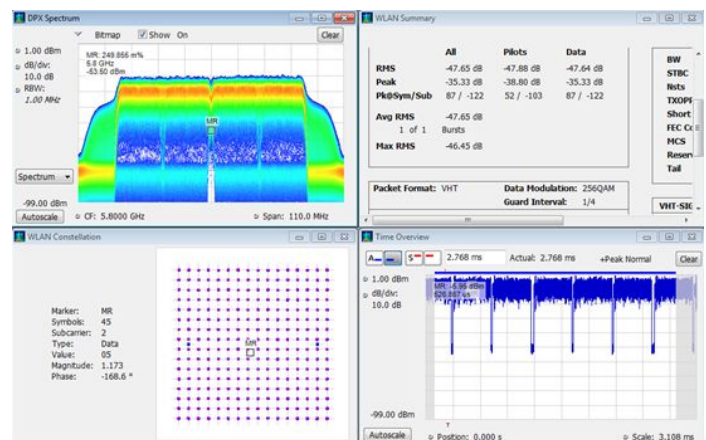 DPX Spectrum
Bitmap Show On Clear
1.00 dBm
dB/div:
10.0 dB
RBW:
1.00 MHz
MR: 249.855 m%
5.8 GHz
-63.60 dBm
MR
Spectrum
-99.00 dBm
Autoscale CF: 5.8000 GHz Span: 110.0 MHz
WLAN Summary
All Pilots Data
RMS -47.65 dB -47.88 dB -47.64 dB
Peak -35.33 dB -38.80 dB -35.33 dB
Pk@Sym/Sub 87 / -122 52 / -103 87 / -122
Avg RMS -47.65 dB
1 of 1 Bursts
Max RMS -46.45 dB
Packet Format: VHT Data Modulation: 256QAM
Guard Interval: 1/4
BW
STBC
Nsts
TXOP
Short
FEC Co
MCS
Reserv
Tail
VHT-SIG
WLAN Constellation
Marker: MR
Symbols: 45
Subcarrier: 2
Type: Data
Value: 05
Magnitude: 1.173
Phase: -168.6 °
MR
Time Overview
2.768 ms Actual: 2.768 ms +Peak Normal Clear
1.00 dBm
dB/div:
10.0 dB
-99.00 dBm
Autoscale Position: 0.000 s Scale: 3.108 ms